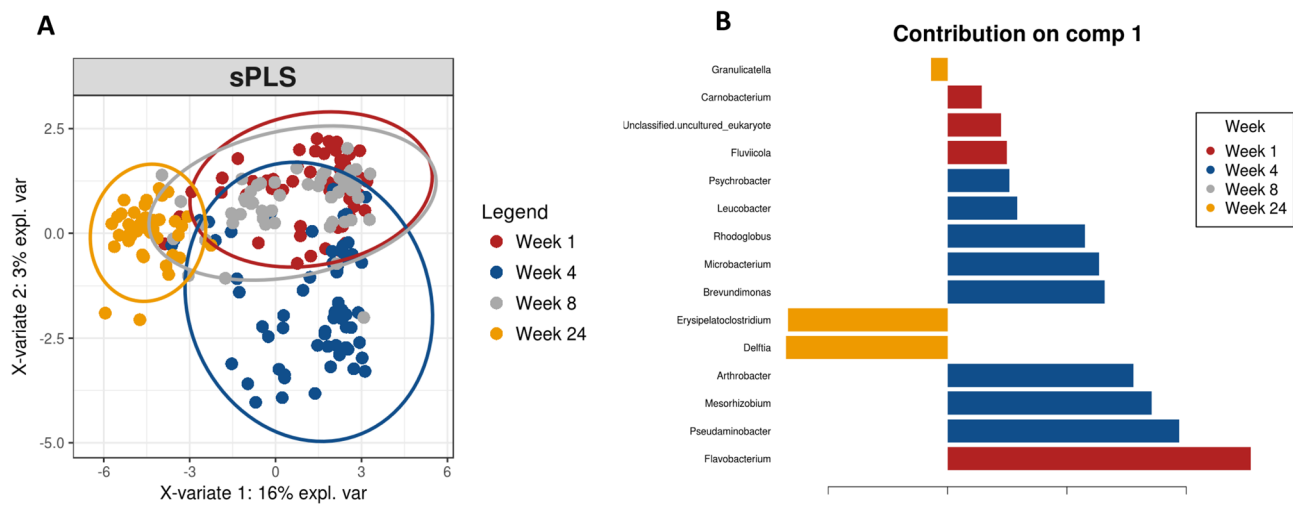 A
sPLS
2.5
0.0
-2.5
-5.0
-6
-3
0
3
6
X-variate 2: 3% expl. var
X-variate 1: 16% expl. var
Legend
Week 1
Week 4
Week 8
Week 24
B
Contribution on comp 1
Granulicatella
Carnobacterium
Unclassified.uncultured_eukaryote
Fluviicola
Psychrobacter
Leucobacter
Rhodoglobus
Microbacterium
Brevundimonas
Erysipelatoclostridium
Delftia
Arthrobacter
Mesorhizobium
Pseudaminobacter
Flavobacterium
Week
Week 1
Week 4
Week 8
Week 24